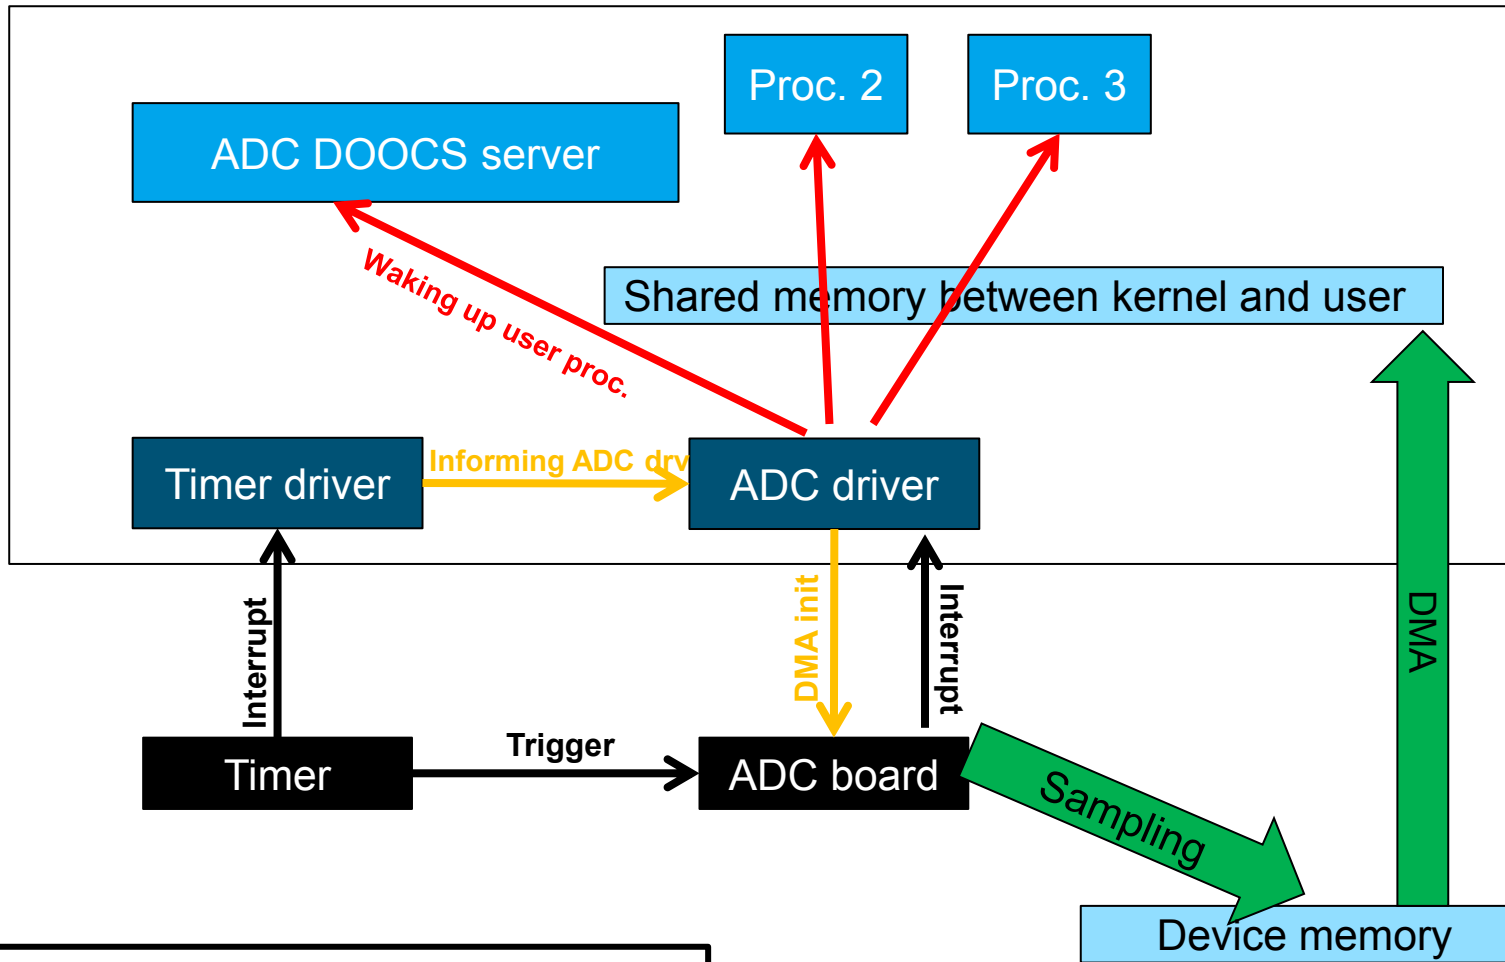 Proc. 2
Proc. 3
ADC DOOCS server
Waking up user proc.
Shared memory between kernel and user
Timer driver
Informing ADC drv
ADC driver
Interrupt
DMA init
Interrupt
DMA
Timer
Trigger
ADC board
Sampling
Device memory